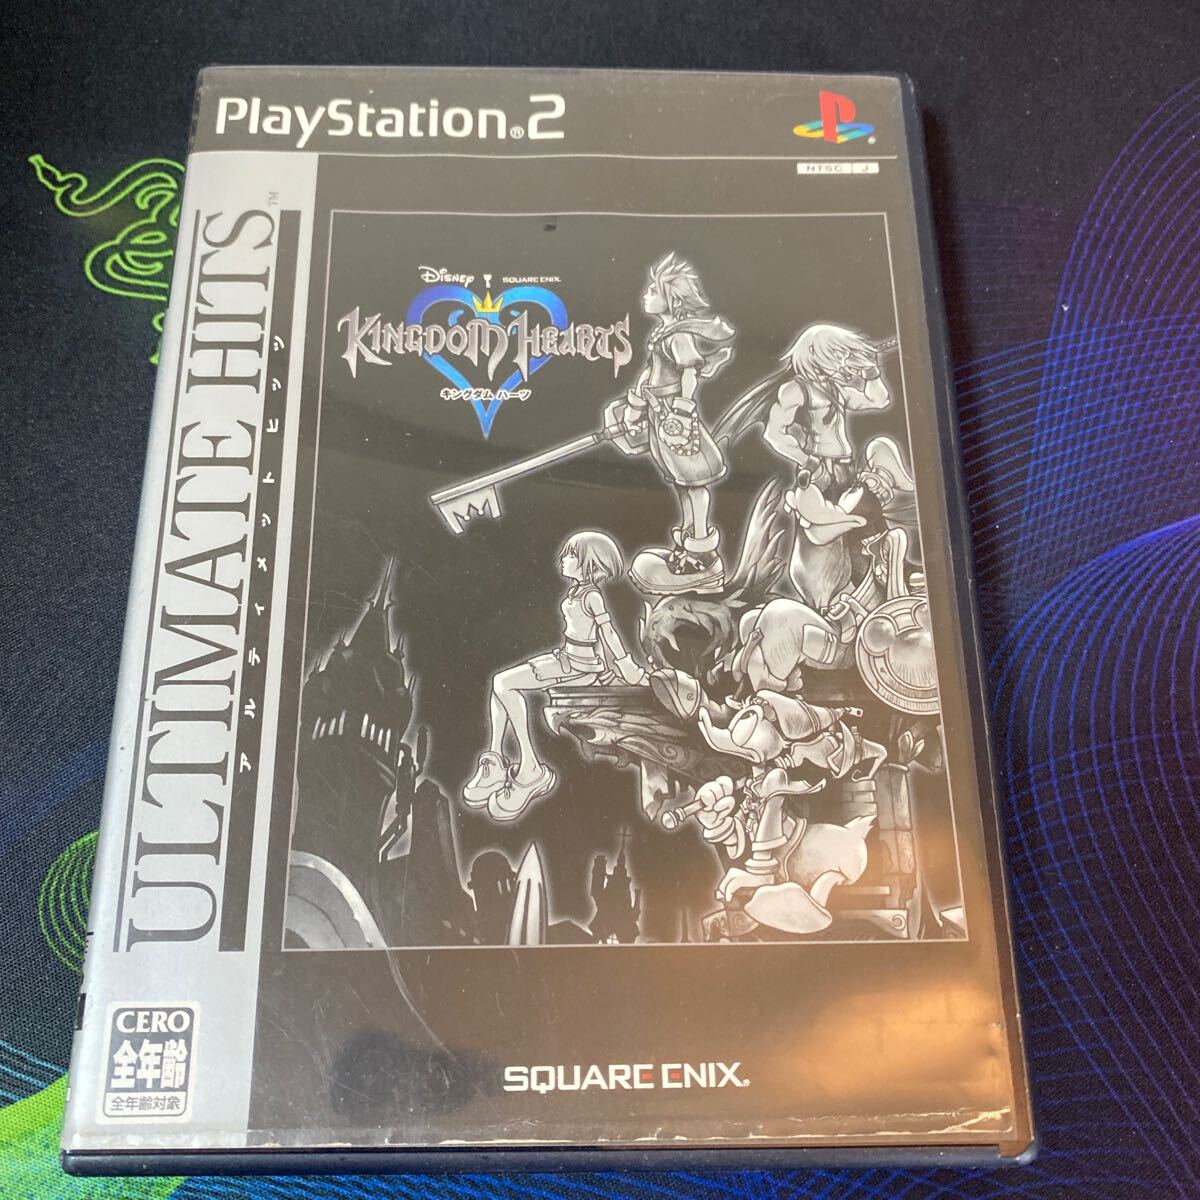 PlayStation®2
NTSC J
ULTIMATE HITS™
アルティメットヒッツ
Disney SQUARE ENIX
KINGDOM HEARTS
キングダム ハーツ
CERO
全年齢
全年齢対象
SQUARE ENIX®